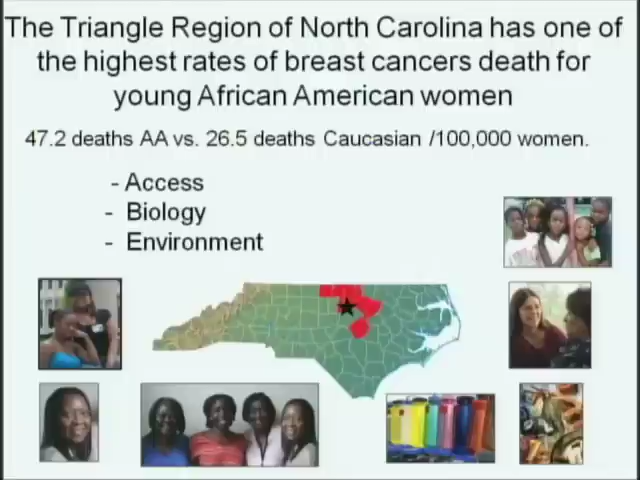 The Triangle Region of North Carolina has one of
the highest rates of breast cancers death for
young African American women
47.2 deaths AA vs. 26.5 deaths Caucasian /100,000 women.
- Access
- Biology
- Environment